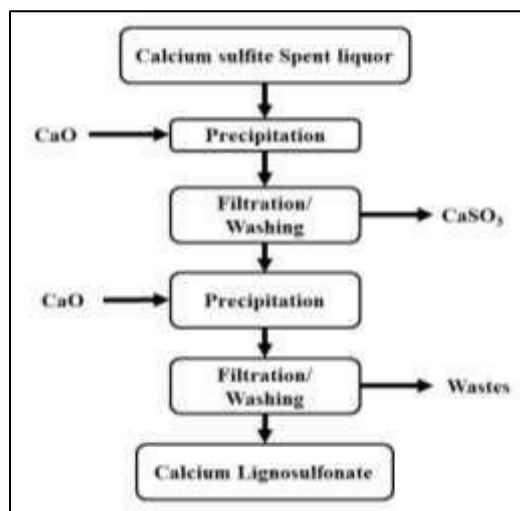 Calcium sulfite Spent liquor
CaO
Precipitation
Filtration/
Washing
CaSO₃
CaO
Precipitation
Filtration/
Washing
Wastes
Calcium Lignosulfonate